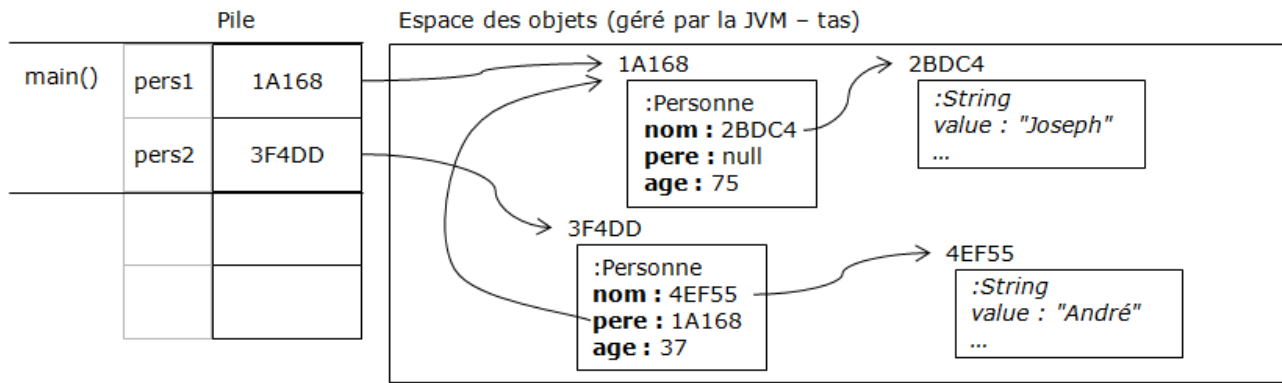 Pile
Espace des objets (géré par la JVM – tas)
main()
pers1
1A168
pers2
3F4DD
1A168
:Personne
nom : 2BDC4
pere : null
age : 75
2BDC4
:String
value : "Joseph"
...
3F4DD
:Personne
nom : 4EF55
pere : 1A168
age : 37
4EF55
:String
value : "André"
...